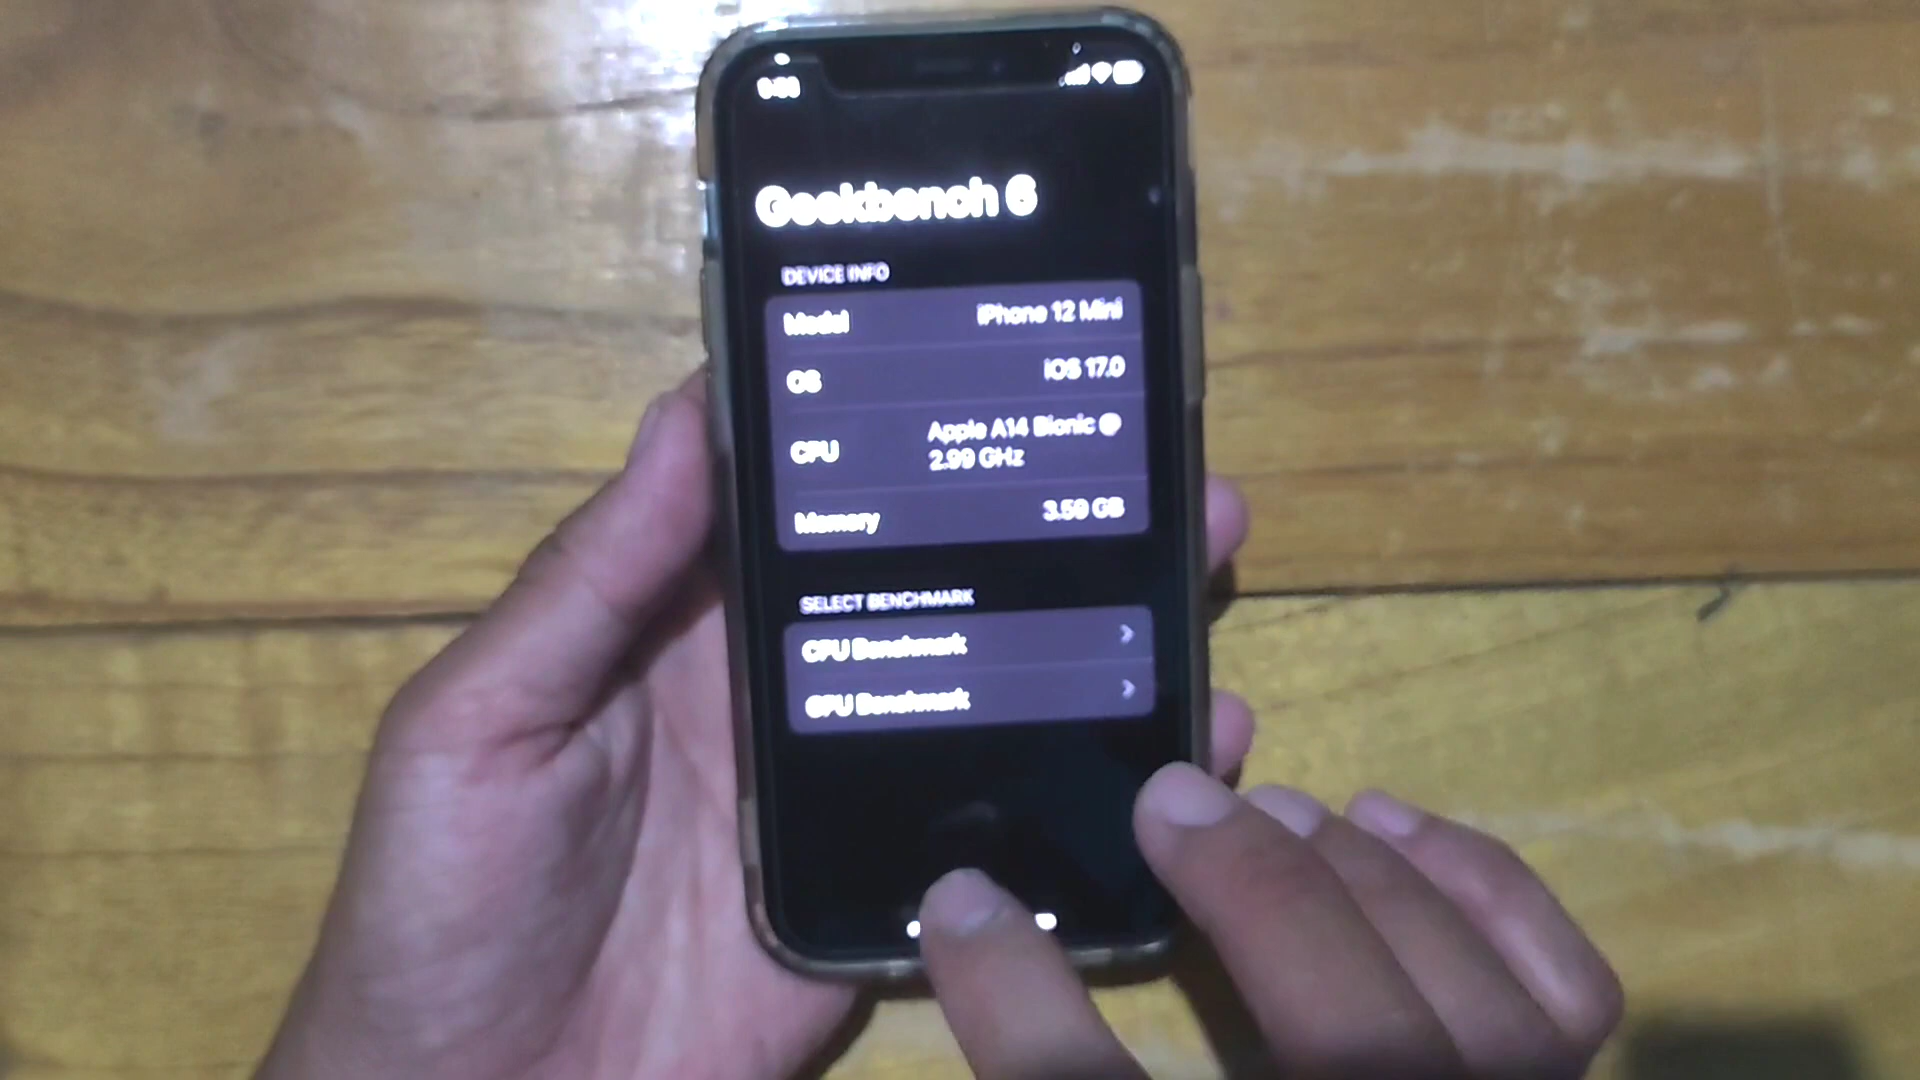 Geekbench 6
DEVICE INFO
Model iPhone 12 Mini
OS iOS 17.0
CPU Apple A14 Bionic @
2.99 GHz
Memory 3.59 GB
SELECT BENCHMARK
CPU Benchmark
GPU Benchmark